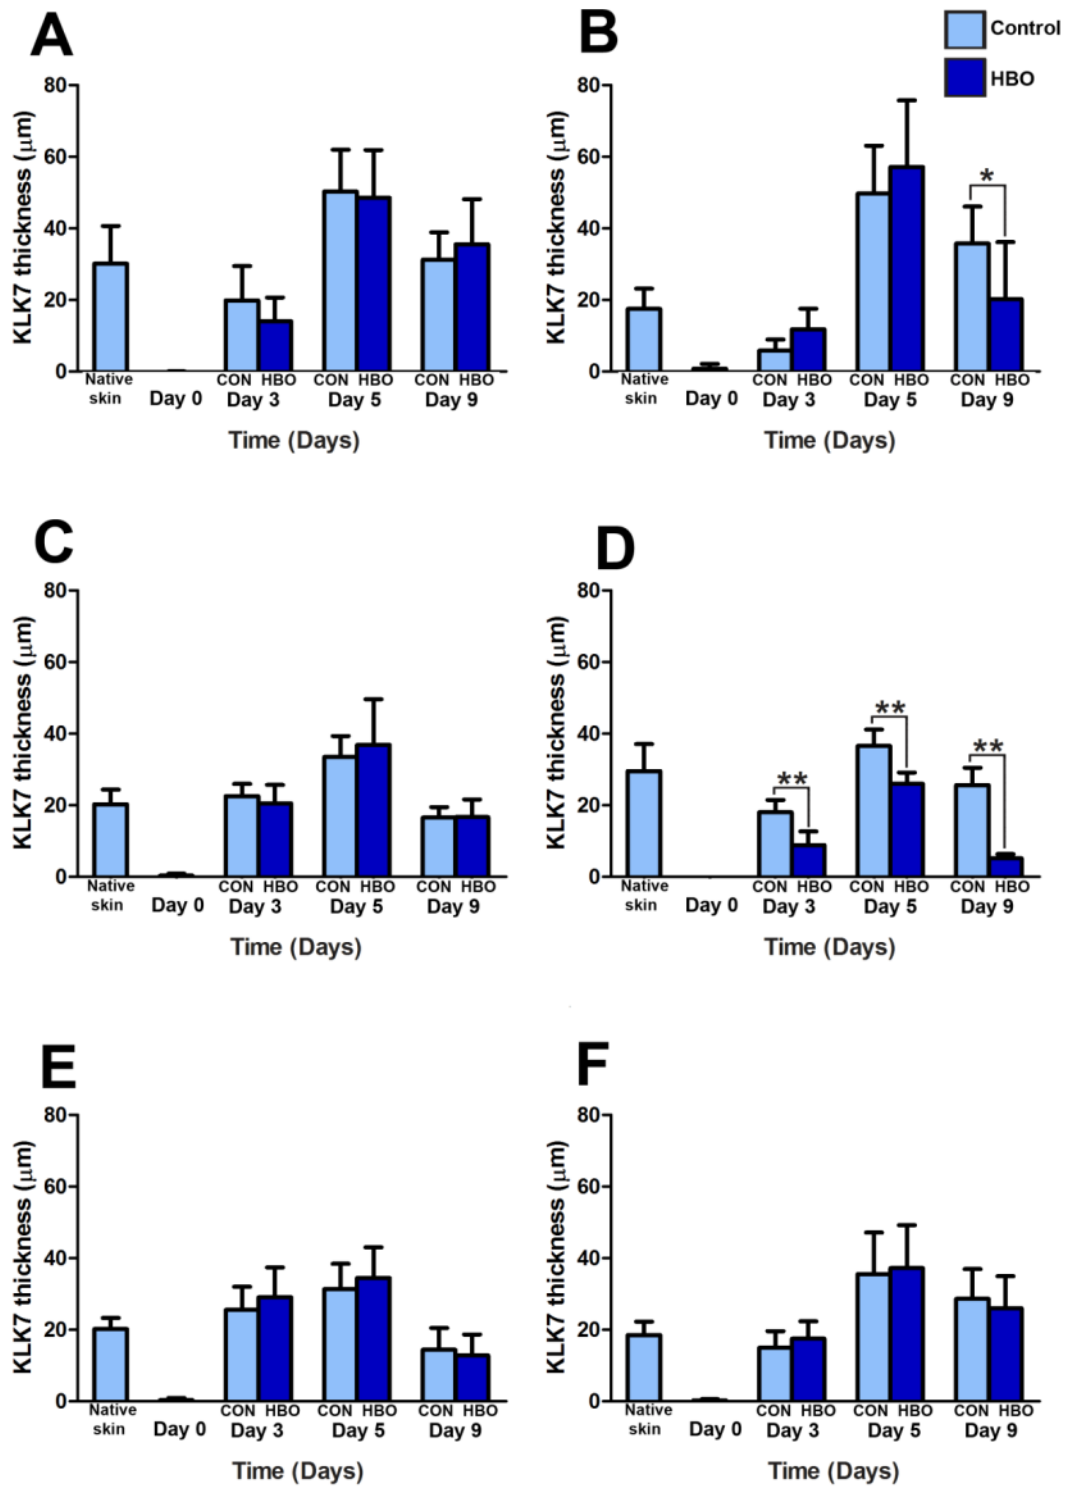 A
B
Control
HBO
80
60
40
20
0
KLK7 thickness (μm)
Native skin
CON HBO CON HBO CON HBO
Day 0 Day 3 Day 5 Day 9
Time (Days)
80
60
40
20
0
KLK7 thickness (μm)
*
Native skin
CON HBO CON HBO CON HBO
Day 0 Day 3 Day 5 Day 9
Time (Days)
C
80
60
40
20
0
KLK7 thickness (μm)
Native skin
CON HBO CON HBO CON HBO
Day 0 Day 3 Day 5 Day 9
Time (Days)
D
80
60
40
20
0
KLK7 thickness (μm)
**
**
**
Native skin
CON HBO CON HBO CON HBO
Day 0 Day 3 Day 5 Day 9
Time (Days)
E
80
60
40
20
0
KLK7 thickness (μm)
Native skin
CON HBO CON HBO CON HBO
Day 0 Day 3 Day 5 Day 9
Time (Days)
F
80
60
40
20
0
KLK7 thickness (μm)
Native skin
CON HBO CON HBO CON HBO
Day 0 Day 3 Day 5 Day 9
Time (Days)